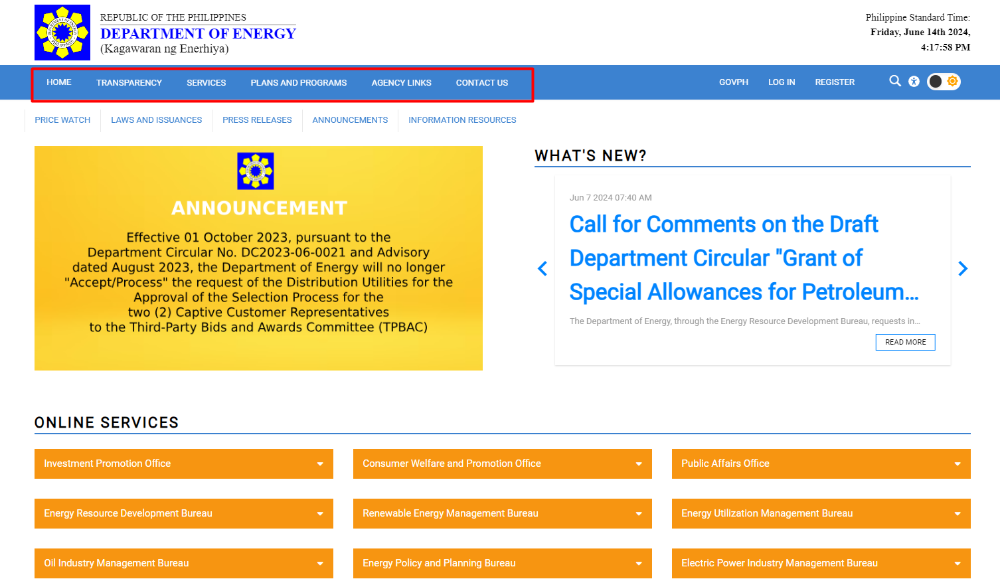 REPUBLIC OF THE PHILIPPINES
DEPARTMENT OF ENERGY
(Kagawaran ng Enerhiya)
Philippine Standard Time:
Friday, June 14th 2024,
4:17:58 PM
HOME TRANSPARENCY SERVICES PLANS AND PROGRAMS AGENCY LINKS CONTACT US GOVPH LOG IN REGISTER
PRICE WATCH LAWS AND ISSUANCES PRESS RELEASES ANNOUNCEMENTS INFORMATION RESOURCES
ANNOUNCEMENT
Effective 01 October 2023, pursuant to the
Department Circular No. DC2023-06-0021 and Advisory
dated August 2023, the Department of Energy will no longer
"Accept/Process" the request of the Distribution Utilities for the
Approval of the Selection Process for the
two (2) Captive Customer Representatives
to the Third-Party Bids and Awards Committee (TPBAC)
WHAT'S NEW?
Jun 7 2024 07:40 AM
Call for Comments on the Draft
Department Circular "Grant of
Special Allowances for Petroleum...
The Department of Energy, through the Energy Resource Development Bureau, requests in...
READ MORE
ONLINE SERVICES
Investment Promotion Office
Consumer Welfare and Promotion Office
Public Affairs Office
Energy Resource Development Bureau
Renewable Energy Management Bureau
Energy Utilization Management Bureau
Oil Industry Management Bureau
Energy Policy and Planning Bureau
Electric Power Industry Management Bureau